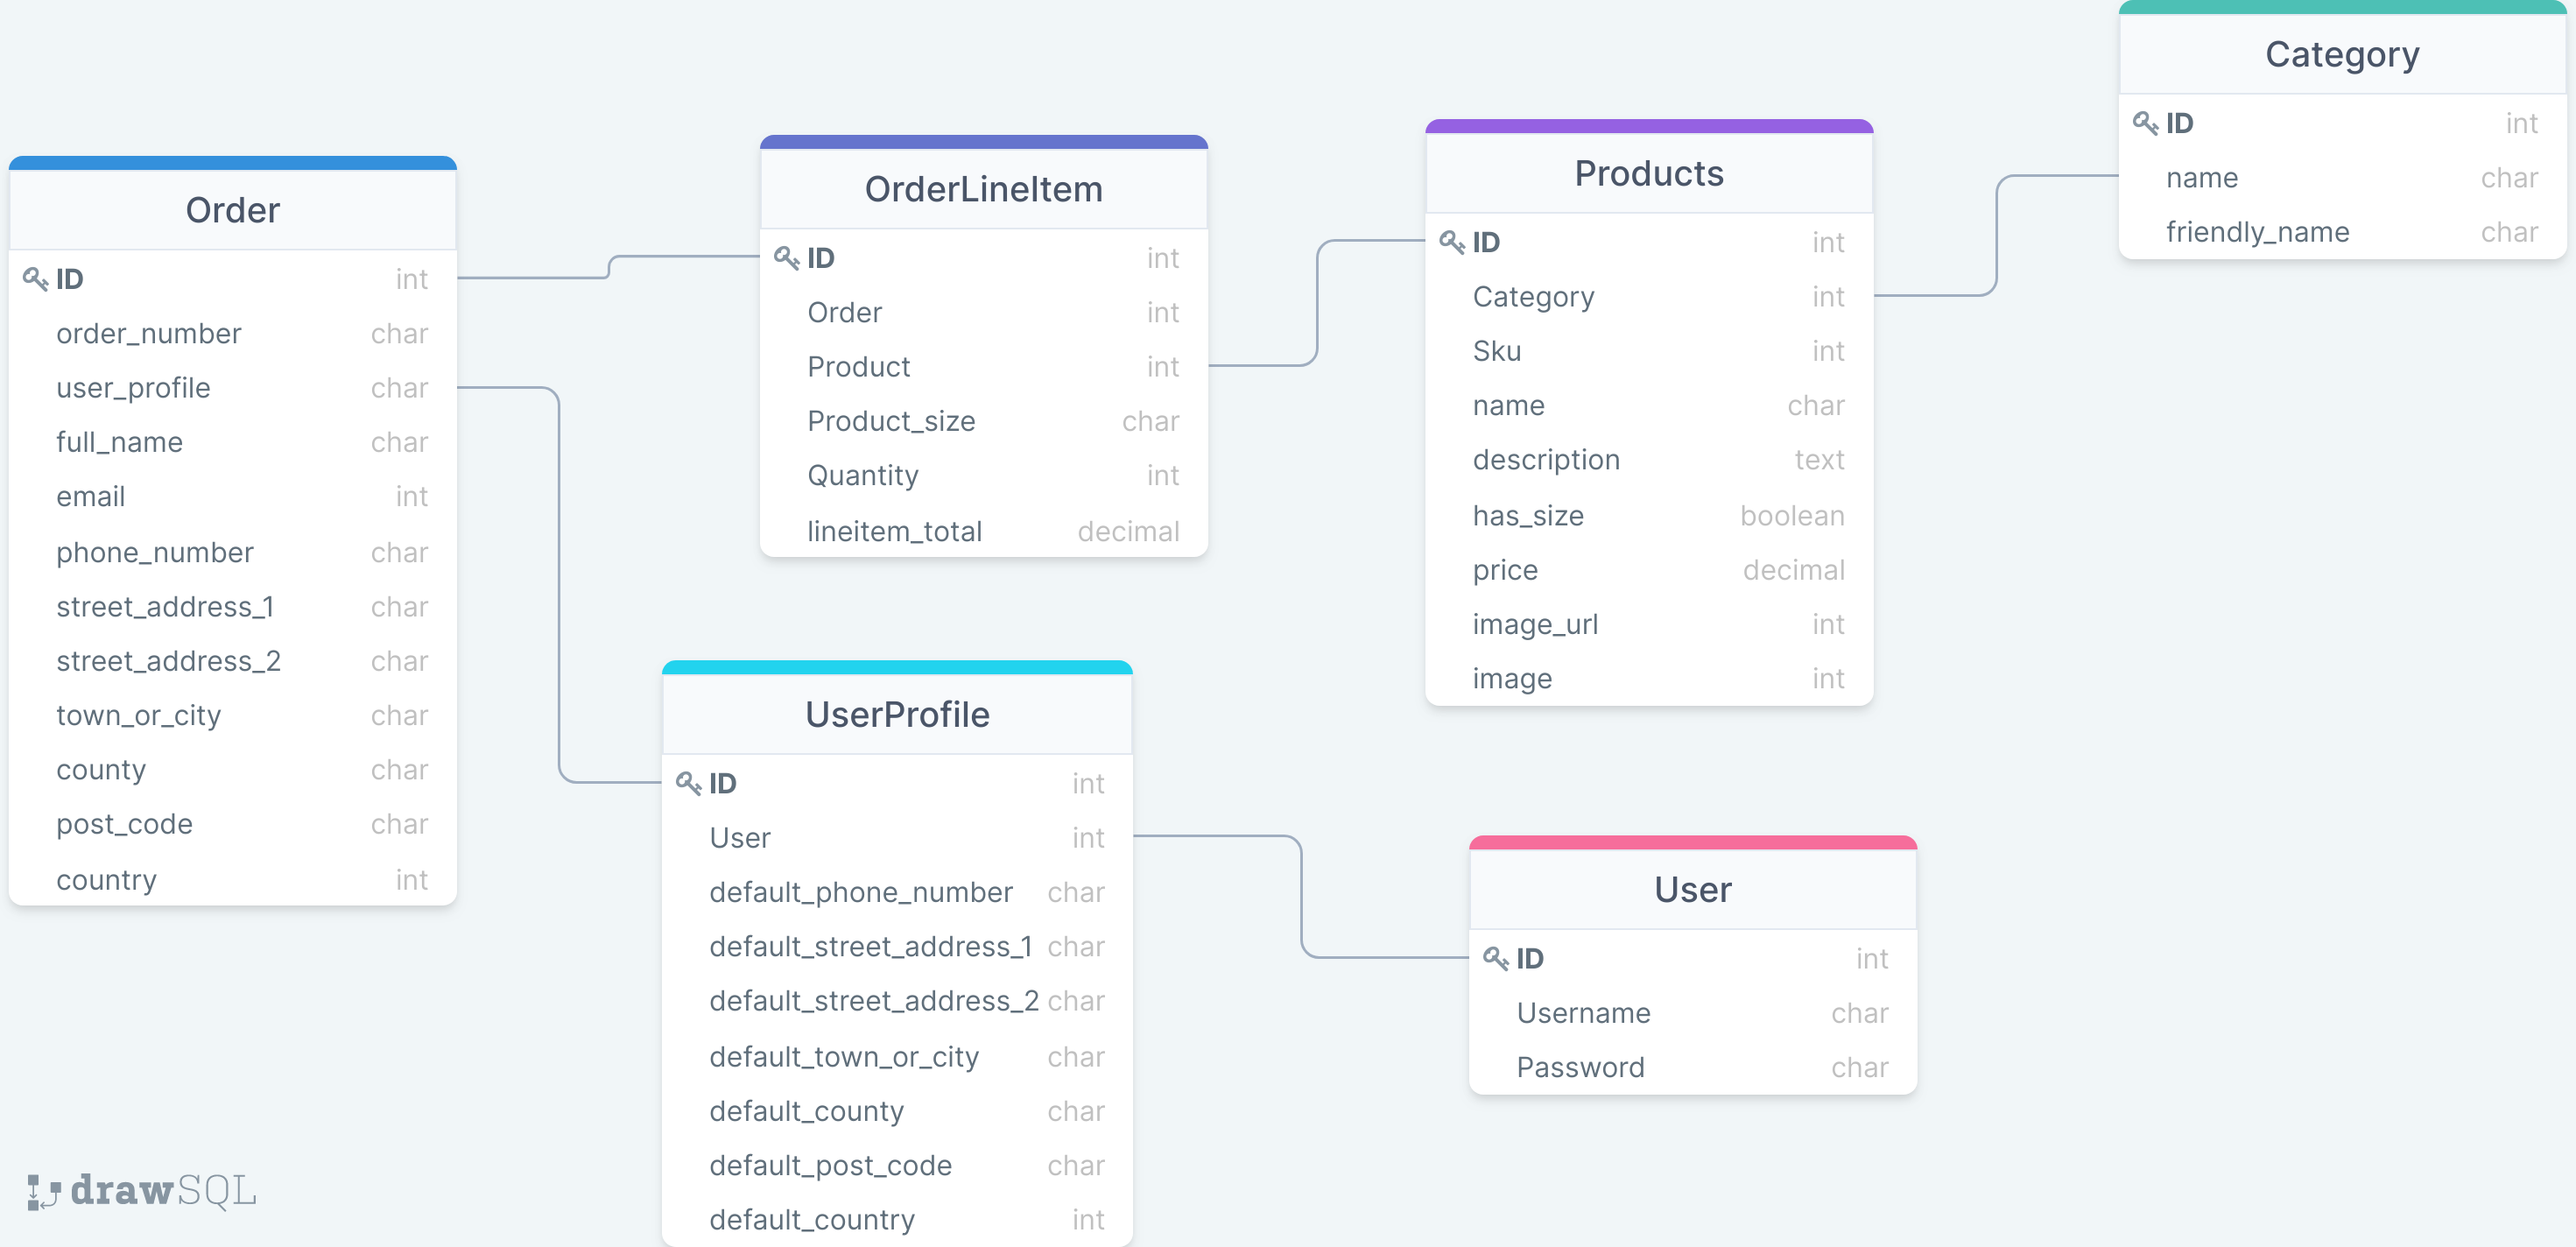 Order
ID int
order_number char
user_profile char
full_name char
email int
phone_number char
street_address_1 char
street_address_2 char
town_or_city char
county char
post_code char
country int
OrderLineItem
ID int
Order int
Product int
Product_size char
Quantity int
lineitem_total decimal
Products
ID int
Category int
Sku int
name char
description text
has_size boolean
price decimal
image_url int
image int
Category
ID int
name char
friendly_name char
UserProfile
ID int
User int
default_phone_number char
default_street_address_1 char
default_street_address_2 char
default_town_or_city char
default_county char
default_post_code char
default_country int
User
ID int
Username char
Password char
drawSQL